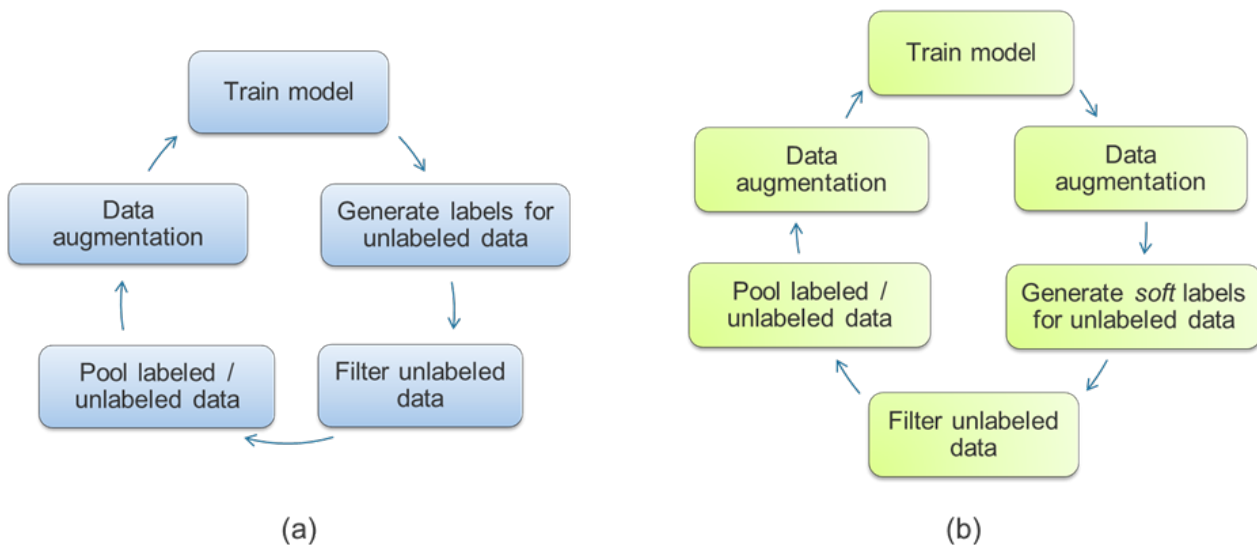 Train model
Generate labels for
unlabeled data
Filter unlabeled
data
Pool labeled /
unlabeled data
Data
augmentation
(a)
Train model
Data
augmentation
Generate soft labels
for unlabeled data
Filter unlabeled
data
Pool labeled /
unlabeled data
Data
augmentation
(b)